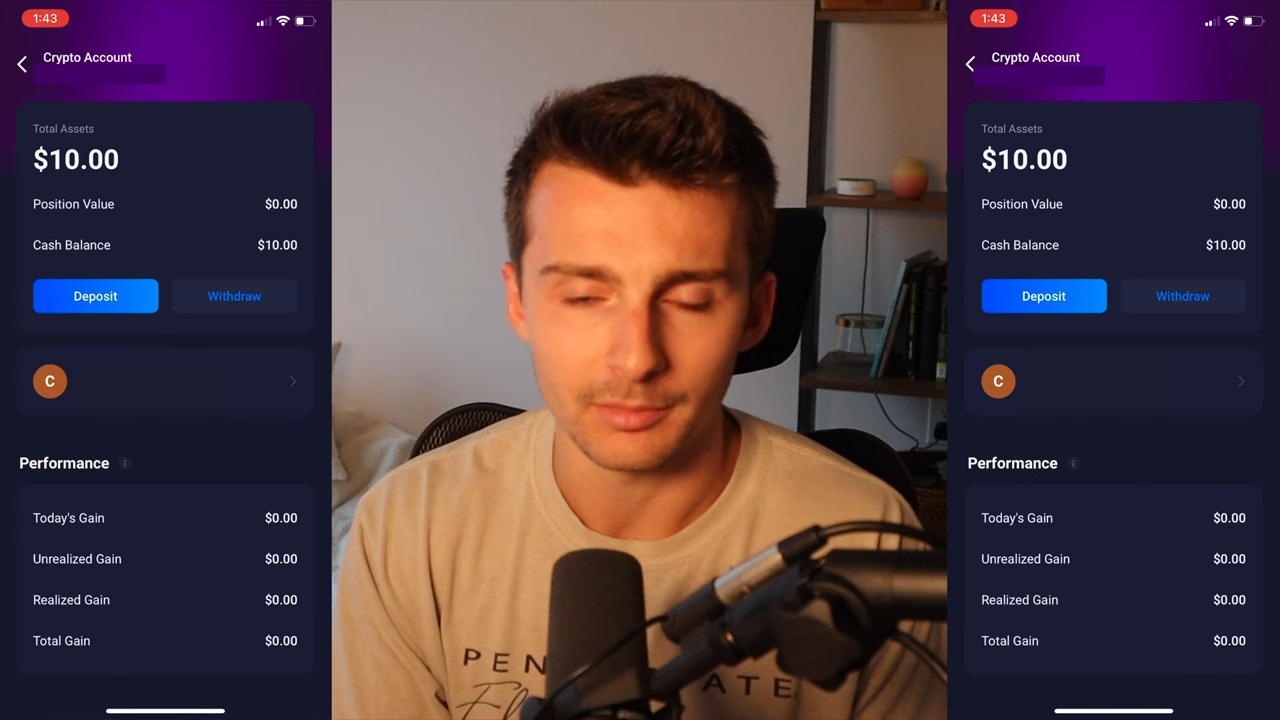 1:43
Crypto Account
Total Assets
$10.00
Position Value $0.00
Cash Balance $10.00
Deposit Withdraw
C
Performance
Today's Gain $0.00
Unrealized Gain $0.00
Realized Gain $0.00
Total Gain $0.00
PEN ATE
1:43
Crypto Account
Total Assets
$10.00
Position Value $0.00
Cash Balance $10.00
Deposit Withdraw
C
Performance
Today's Gain $0.00
Unrealized Gain $0.00
Realized Gain $0.00
Total Gain $0.00